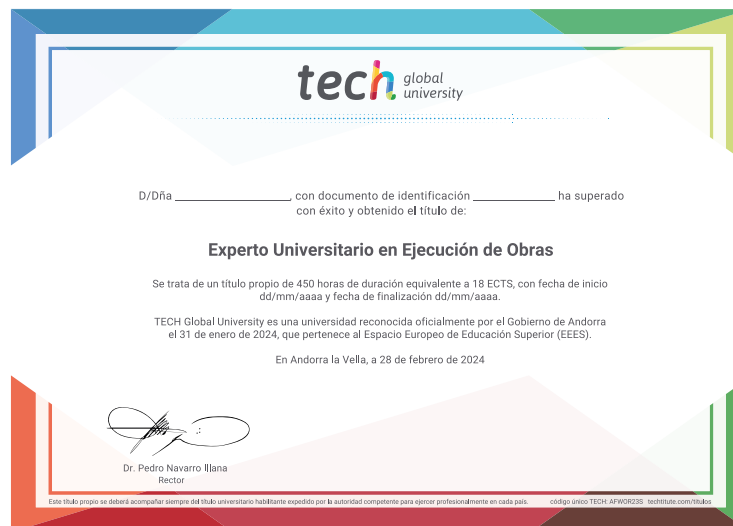 tech global university
D/Dña ____________________, con documento de identificación ______________ ha superado
con éxito y obtenido el título de:
Experto Universitario en Ejecución de Obras
Se trata de un título propio de 450 horas de duración equivalente a 18 ECTS, con fecha de inicio
dd/mm/aaaa y fecha de finalización dd/mm/aaaa.
TECH Global University es una universidad reconocida oficialmente por el Gobierno de Andorra
el 31 de enero de 2024, que pertenece al Espacio Europeo de Educación Superior (EEES).
En Andorra la Vella, a 28 de febrero de 2024
Dr. Pedro Navarro Illana
Rector
Este título propio se deberá acompañar siempre del título universitario habilitante expedido por la autoridad competente para ejercer profesionalmente en cada país. código único TECH: AFWOR23S techtitute.com/titulos